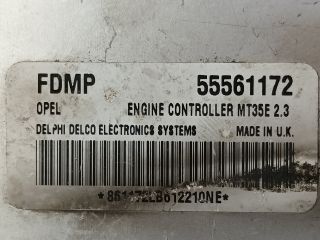 FDMP 55561172
OPEL ENGINE CONTROLLER MT35E 2.3
DELPHI DELCO ELECTRONICS SYSTEMS MADE IN U.K.